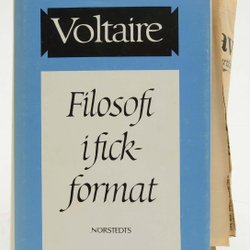 Voltaire
Filosofi
i fick-
format
NORSTEDTS